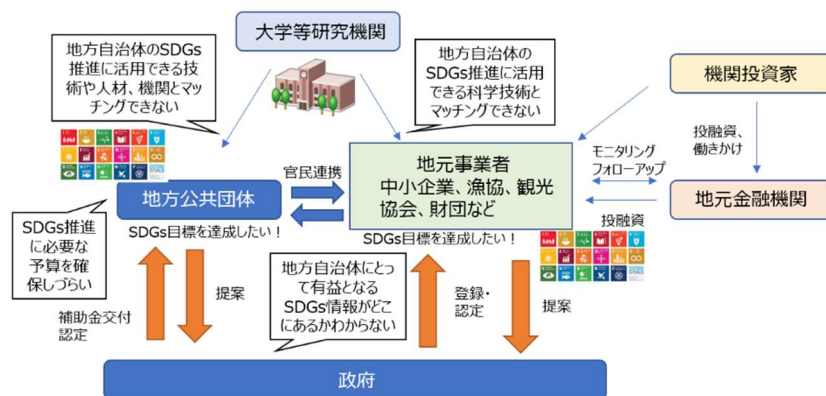 大学等研究機関
地方自治体のSDGs
推進に活用できる技
術や人材、機関とマッ
チングできない
地方自治体の
SDGs推進に活用
できる科学技術と
マッチングできない
機関投資家
投融資、
働きかけ
官民連携
地元事業者
中小企業、漁協、観光
協会、財団など
モニタリング
フォローアップ
地方公共団体
地元金融機関
SDGs目標を達成したい！
SDGs目標を達成したい！
投融資
SDGs推進
に必要な
予算を確
保しづらい
地方自治体にとっ
て有益となる
SDGs情報がどこ
にあるかわからない
補助金交付
認定
提案
登録・
認定
提案
政府